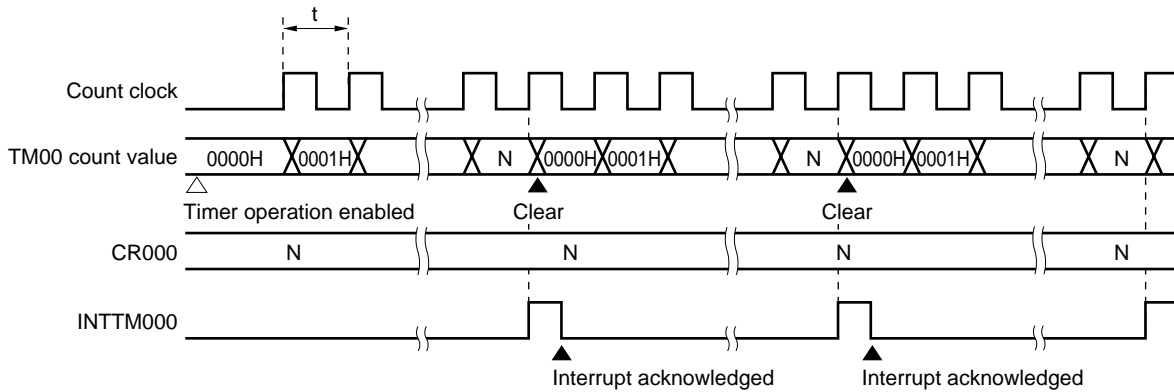 t
Count clock
TM00 count value 0000H 0001H N 0000H 0001H N 0000H 0001H N
Timer operation enabled Clear Clear
CR000 N N N N
INTTM000
Interrupt acknowledged Interrupt acknowledged